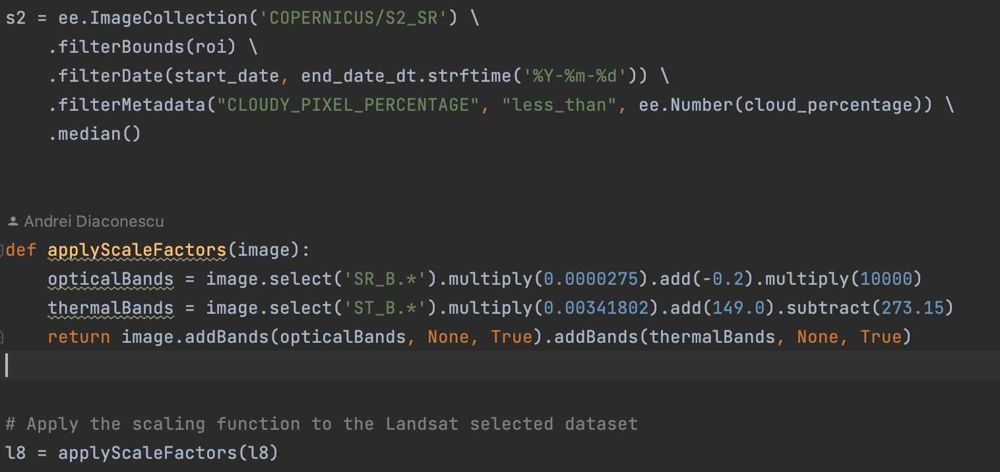 s2 = ee.ImageCollection('COPERNICUS/S2_SR') \
    .filterBounds(roi) \
    .filterDate(start_date, end_date_dt.strftime('%Y-%m-%d')) \
    .filterMetadata("CLOUDY_PIXEL_PERCENTAGE", "less_than", ee.Number(cloud_percentage)) \
    .median()
Andrei Diaconescu
def applyScaleFactors(image):
    opticalBands = image.select('SR_B.*').multiply(0.0000275).add(-0.2).multiply(10000)
    thermalBands = image.select('ST_B.*').multiply(0.00341802).add(149.0).subtract(273.15)
    return image.addBands(opticalBands, None, True).addBands(thermalBands, None, True)
# Apply the scaling function to the Landsat selected dataset
l8 = applyScaleFactors(l8)